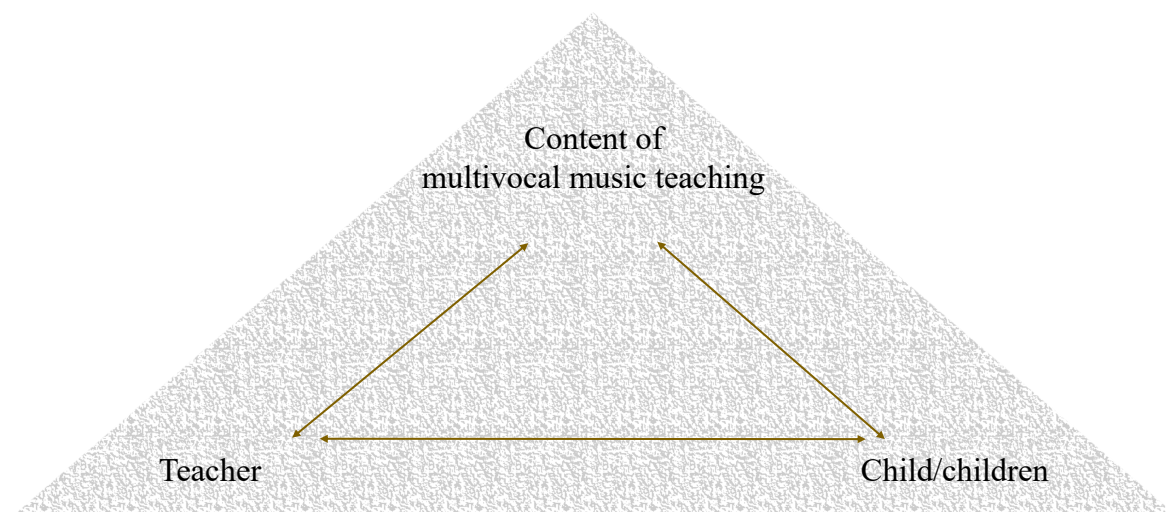 Content of
multivocal music teaching
Teacher
Child/children